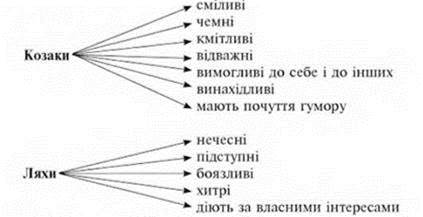 Козаки
сміливі
чемні
кмітливі
відважні
вимогливі до себе і до інших
винахідливі
мають почуття гумору
Ляхи
нечесні
підступні
боязливі
хитрі
діють за власними інтересами